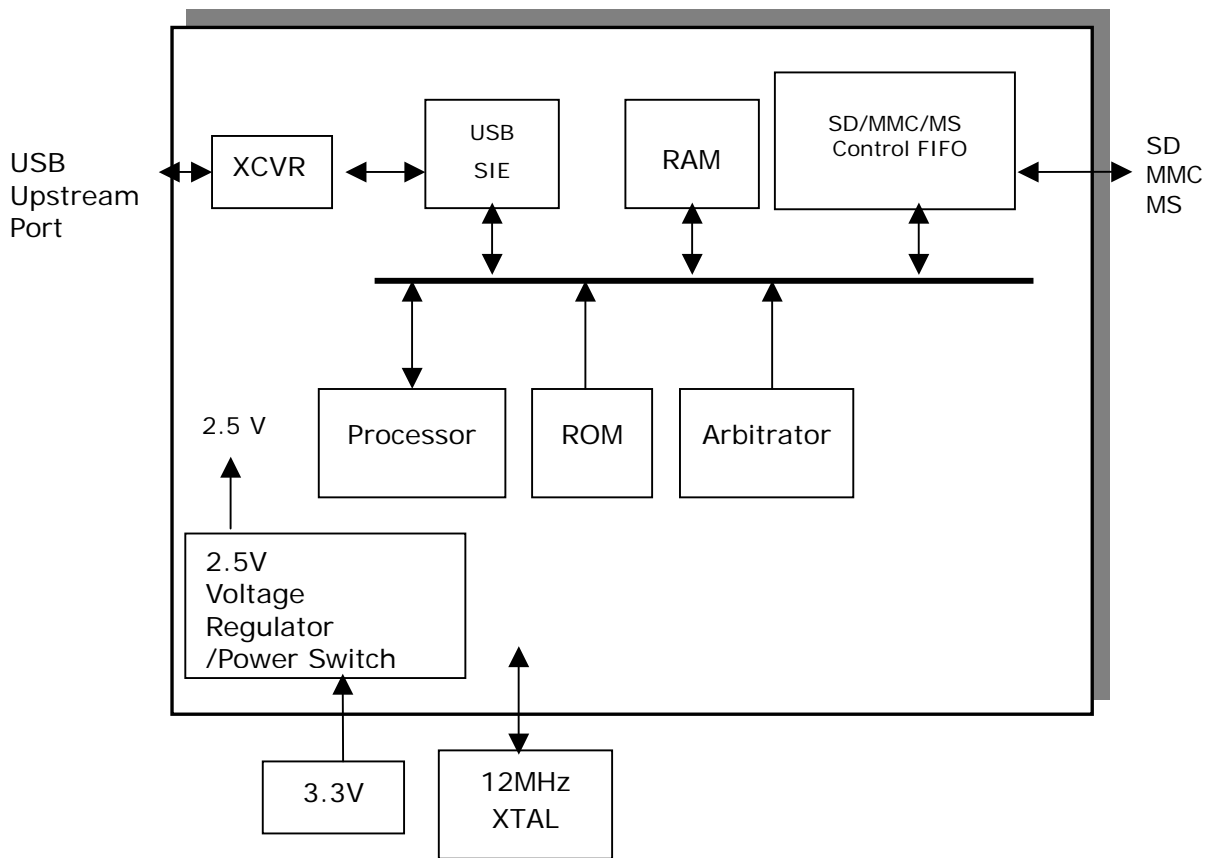 USB
Upstream
Port
XCVR
USB
SIE
RAM
SD/MMC/MS
Control FIFO
SD
MMC
MS
Processor
ROM
Arbitrator
2.5 V
2.5V
Voltage
Regulator
/Power Switch
3.3V
12MHz
XTAL